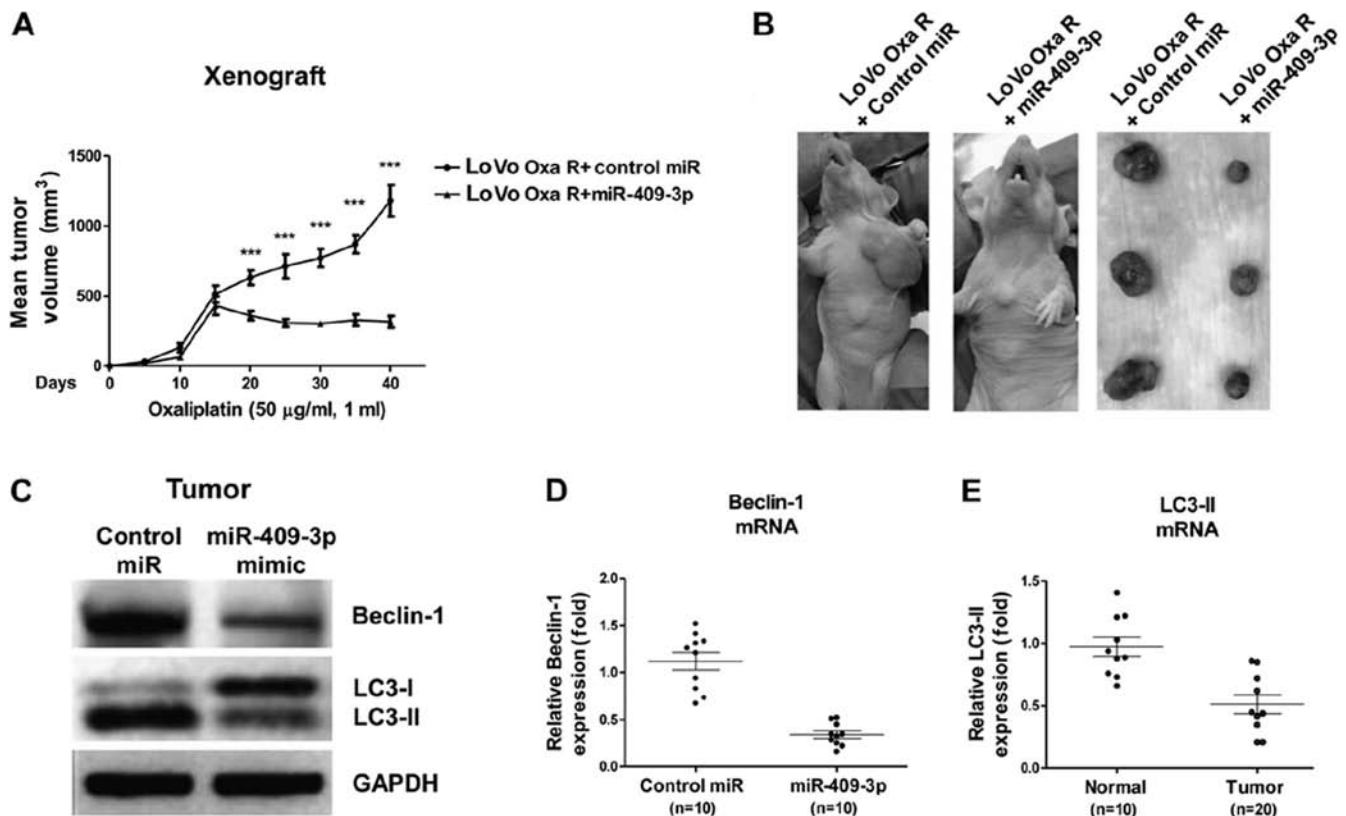 A
Xenograft
Mean tumor
volume (mm³)
1500
1000
500
0
***
***
***
***
***
LoVo Oxa R+ control miR
LoVo Oxa R+miR-409-3p
Days
0
10
20
30
40
Oxaliplatin (50 µg/ml, 1 ml)
B
LoVo Oxa R
+ Control miR
LoVo Oxa R
+ miR-409-3p
LoVo Oxa R
+ Control miR
LoVo Oxa R
+ miR-409-3p
C
Tumor
Control
miR
miR-409-3p
mimic
Beclin-1
LC3-I
LC3-II
GAPDH
D
Beclin-1
mRNA
Relative Beclin-1
expression (fold)
2.0
1.5
1.0
0.5
0.0
Control miR
(n=10)
miR-409-3p
(n=10)
E
LC3-II
mRNA
Relative LC3-II
expression (fold)
1.5
1.0
0.5
0.0
Normal
(n=10)
Tumor
(n=20)